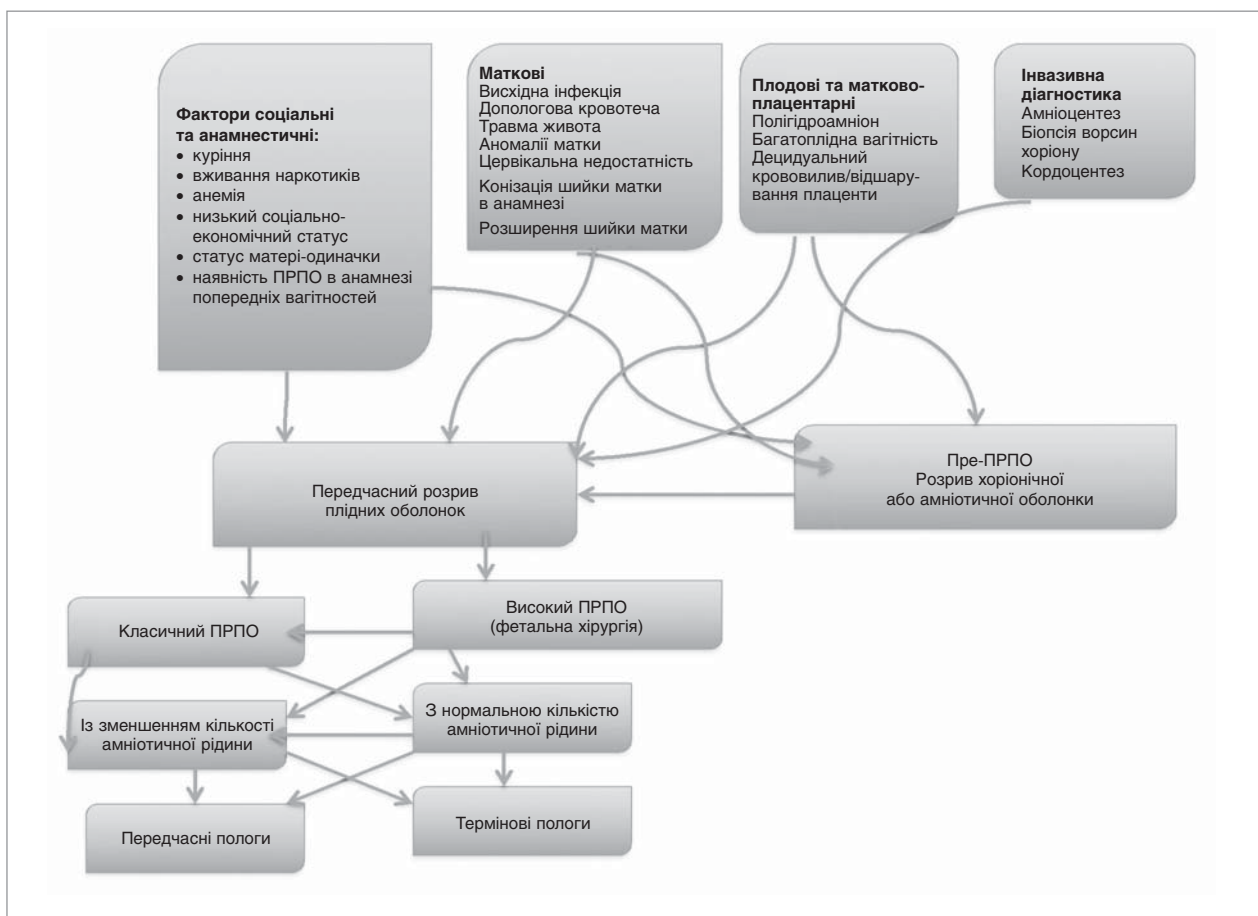 Фактори соціальні
та анамнестичні:
• куріння
• вживання наркотиків
• анемія
• низький соціально-
економічний статус
• статус матері-одиначки
• наявність ПРПО в анамнезі
попередніх вагітностей
Маткові
Висхідна інфекція
Допологова кровотеча
Травма живота
Аномалії матки
Цервікальна недостатність
Конізація шийки матки
в анамнезі
Розширення шийки матки
Плодові та матково-
плацентарні
Полігідроамніон
Багатоплідна вагітність
Децидуальний
крововилив/відшару-
вання плаценти
Інвазивна
діагностика
Амніоцентез
Біопсія ворсин
хоріону
Кордоцентез
Передчасний розрив
плідних оболонок
Пре-ПРПО
Розрив хоріонічної
або амніотичної оболонки
Класичний ПРПО
Високий ПРПО
(фетальна хірургія)
Із зменшенням кількості
амніотичної рідини
З нормальною кількістю
амніотичної рідини
Передчасні пологи
Термінові пологи